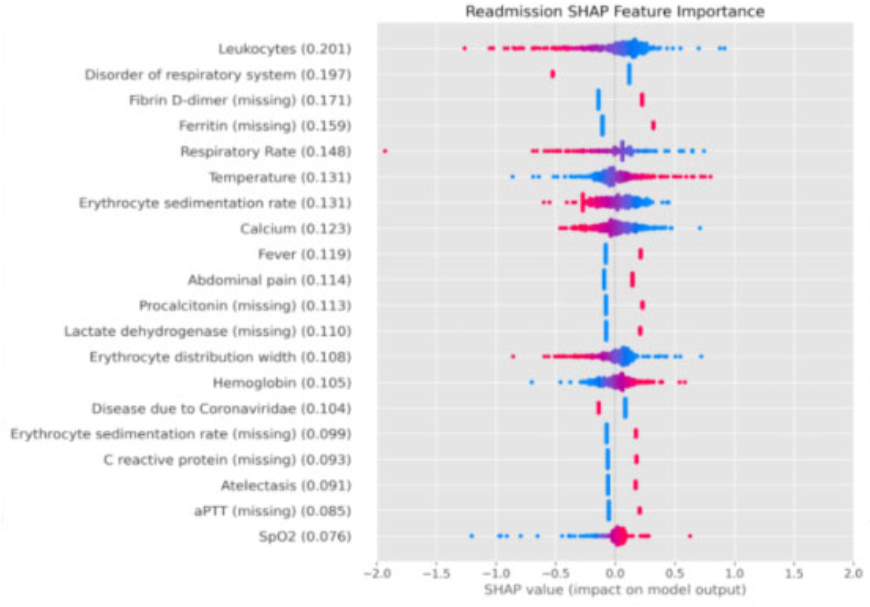 Readmission SHAP Feature Importance
Leukocytes (0.201)
Disorder of respiratory system (0.197)
Fibrin D-dimer (missing) (0.171)
Ferritin (missing) (0.159)
Respiratory Rate (0.148)
Temperature (0.131)
Erythrocyte sedimentation rate (0.131)
Calcium (0.123)
Fever (0.119)
Abdominal pain (0.114)
Procalcitonin (missing) (0.113)
Lactate dehydrogenase (missing) (0.110)
Erythrocyte distribution width (0.108)
Hemoglobin (0.105)
Disease due to Coronaviridae (0.104)
Erythrocyte sedimentation rate (missing) (0.099)
C reactive protein (missing) (0.093)
Atelectasis (0.091)
aPTT (missing) (0.085)
SpO2 (0.076)
−2.0 −1.5 −1.0 −0.5 0.0 0.5 1.0 1.5 2.0
SHAP value (impact on model output)